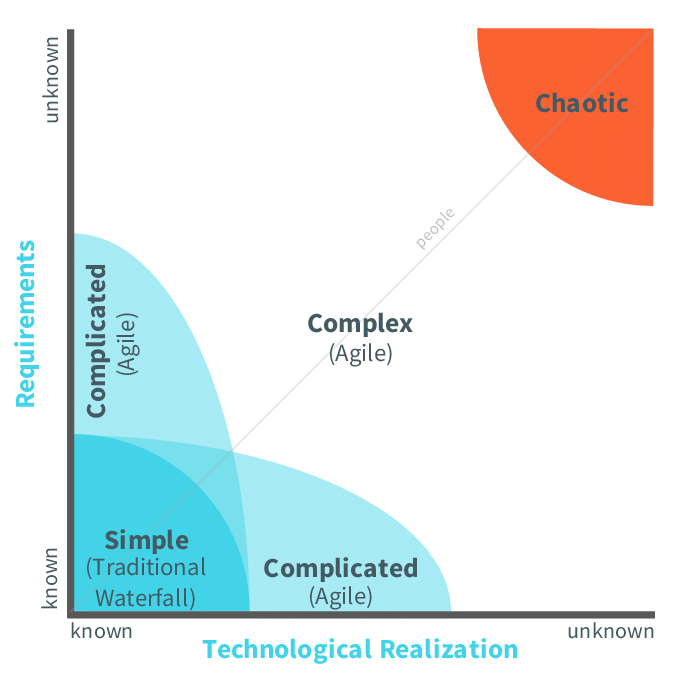 unknown
Chaotic
people
Requirements
Complicated
(Agile)
Complex
(Agile)
known
Simple
(Traditional
Waterfall)
Complicated
(Agile)
known
unknown
Technological Realization